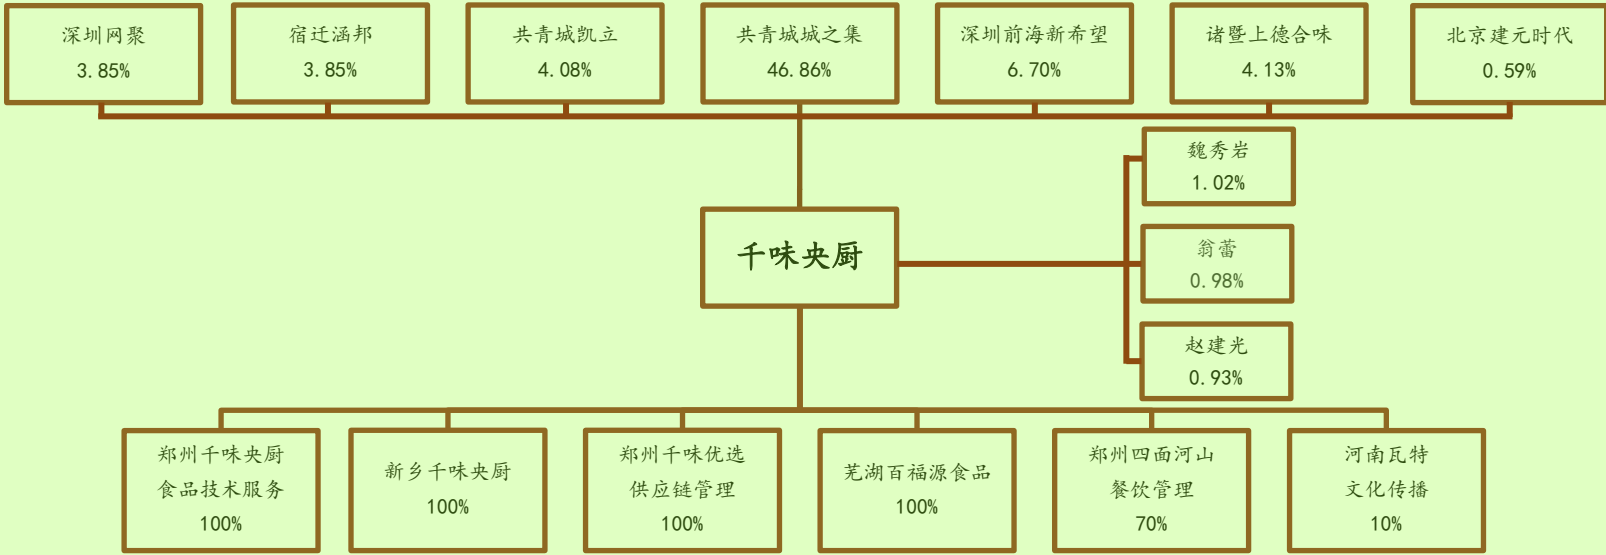 深圳网聚
3.85%
宿迁涵邦
3.85%
共青城凯立
4.08%
共青城城之集
46.86%
深圳前海新希望
6.70%
诸暨上德合味
4.13%
北京建元时代
0.59%
魏秀岩
1.02%
千味央厨
翁蕾
0.98%
赵建光
0.93%
郑州千味央厨
食品技术服务
100%
新乡千味央厨
100%
郑州千味优选
供应链管理
100%
芜湖百福源食品
100%
郑州四面河山
餐饮管理
70%
河南瓦特
文化传播
10%